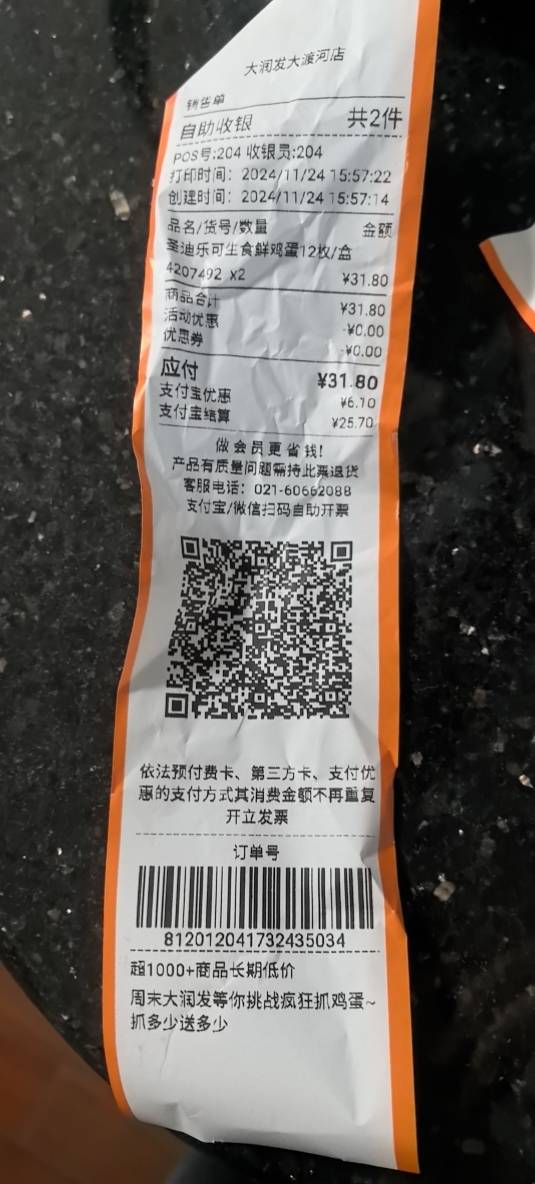 大润发大渡河店
销售单
自助收银 共2件
POS号:204 收银员:204
打印时间: 2024/11/24 15:57:22
创建时间: 2024/11/24 15:57:14
品名/货号/数量 金额
圣迪乐可生食鲜鸡蛋12枚/盒
4207492 x2 ¥31.80
商品合计 ¥31.80
活动优惠 -¥0.00
优惠券 -¥0.00
应付 ¥31.80
支付宝优惠 ¥6.10
支付宝结算 ¥25.70
做会员更省钱!
产品有质量问题需持此票退货
客服电话: 021-60662088
支付宝/微信扫码自助开票
依法预付费卡、第三方卡、支付优
惠的支付方式其消费金额不再重复
开立发票
订单号
812012041732435034
超1000+商品长期低价
周末大润发等你挑战疯狂抓鸡蛋~
抓多少送多少